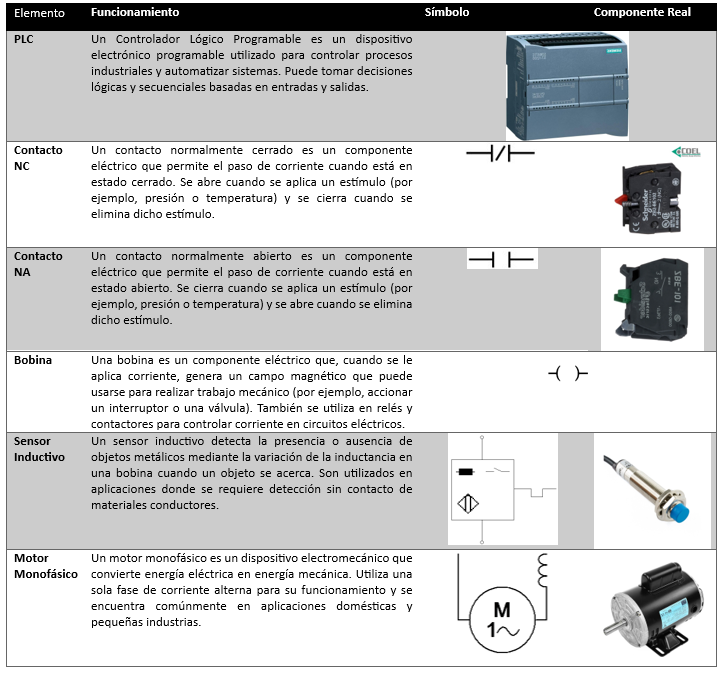 Elemento Funcionamiento Símbolo Componente Real
PLC
Un Controlador Lógico Programable es un dispositivo
electrónico programable utilizado para controlar procesos
industriales y automatizar sistemas. Puede tomar decisiones
lógicas y secuenciales basadas en entradas y salidas.
Contacto
NC
Un contacto normalmente cerrado es un componente
eléctrico que permite el paso de corriente cuando está en
estado cerrado. Se abre cuando se aplica un estímulo (por
ejemplo, presión o temperatura) y se cierra cuando se
elimina dicho estímulo.
Schneider
Contacto
NA
Un contacto normalmente abierto es un componente
eléctrico que permite el paso de corriente cuando está en
estado abierto. Se cierra cuando se aplica un estímulo (por
ejemplo, presión o temperatura) y se abre cuando se elimina
dicho estímulo.
ZBE-101
Bobina
Una bobina es un componente eléctrico que, cuando se le
aplica corriente, genera un campo magnético que puede
usarse para realizar trabajo mecánico (por ejemplo, accionar
un interruptor o una válvula). También se utiliza en relés y
contactores para controlar corriente en circuitos eléctricos.
Sensor
Inductivo
Un sensor inductivo detecta la presencia o ausencia de
objetos metálicos mediante la variación de la inductancia en
una bobina cuando un objeto se acerca. Son utilizados en
aplicaciones donde se requiere detección sin contacto de
materiales conductores.
Motor
Monofásico
Un motor monofásico es un dispositivo electromecánico que
convierte energía eléctrica en energía mecánica. Utiliza una
sola fase de corriente alterna para su funcionamiento y se
encuentra comúnmente en aplicaciones domésticas y
pequeñas industrias.
M
1~